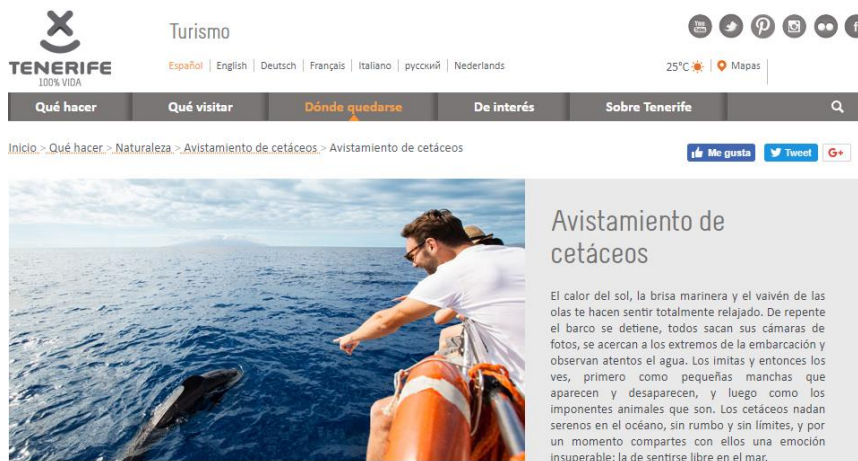 TENERIFE
100% VIDA
Turismo
Español | English | Deutsch | Français | Italiano | русский | Nederlands
You
25°C | Mapas
Qué hacer Qué visitar Dónde quedarse De interés Sobre Tenerife
Inicio > Qué hacer > Naturaleza > Avistamiento de cetáceos > Avistamiento de cetáceos
Me gusta Tweet G+
Avistamiento de
cetáceos
El calor del sol, la brisa marinera y el vaivén de las
olas te hacen sentir totalmente relajado. De repente
el barco se detiene, todos sacan sus cámaras de
fotos, se acercan a los extremos de la embarcación y
observan atentos el agua. Los imitas y entonces los
ves, primero como pequeñas manchas que
aparecen y desaparecen, y luego como los
imponentes animales que son. Los cetáceos nadan
serenos en el océano, sin rumbo y sin límites, y por
un momento compartes con ellos una emoción
insuperable: la de sentirse libre en el mar.